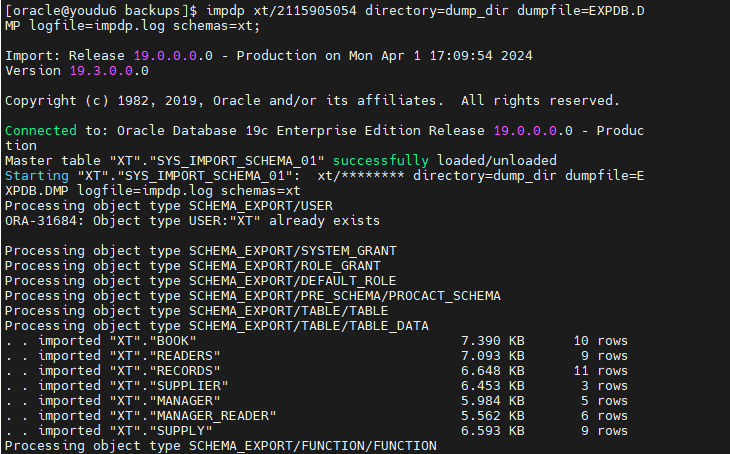 [oracle@youdu6 backups]$ impdp xt/2115905054 directory=dump_dir dumpfile=EXPDB.D
MP logfile=impdp.log schemas=xt;
Import: Release 19.0.0.0.0 - Production on Mon Apr 1 17:09:54 2024
Version 19.3.0.0.0
Copyright (c) 1982, 2019, Oracle and/or its affiliates.  All rights reserved.
Connected to: Oracle Database 19c Enterprise Edition Release 19.0.0.0.0 - Produc
tion
Master table "XT"."SYS_IMPORT_SCHEMA_01" successfully loaded/unloaded
Starting "XT"."SYS_IMPORT_SCHEMA_01":  xt/******** directory=dump_dir dumpfile=E
XPDB.DMP logfile=impdp.log schemas=xt
Processing object type SCHEMA_EXPORT/USER
ORA-31684: Object type USER:"XT" already exists
Processing object type SCHEMA_EXPORT/SYSTEM_GRANT
Processing object type SCHEMA_EXPORT/ROLE_GRANT
Processing object type SCHEMA_EXPORT/DEFAULT_ROLE
Processing object type SCHEMA_EXPORT/PRE_SCHEMA/PROCACT_SCHEMA
Processing object type SCHEMA_EXPORT/TABLE/TABLE
Processing object type SCHEMA_EXPORT/TABLE/TABLE_DATA
. . imported "XT"."BOOK" 7.390 KB 10 rows
. . imported "XT"."READERS" 7.093 KB 9 rows
. . imported "XT"."RECORDS" 6.648 KB 11 rows
. . imported "XT"."SUPPLIER" 6.453 KB 3 rows
. . imported "XT"."MANAGER" 5.984 KB 5 rows
. . imported "XT"."MANAGER_READER" 5.562 KB 6 rows
. . imported "XT"."SUPPLY" 6.593 KB 9 rows
Processing object type SCHEMA_EXPORT/FUNCTION/FUNCTION